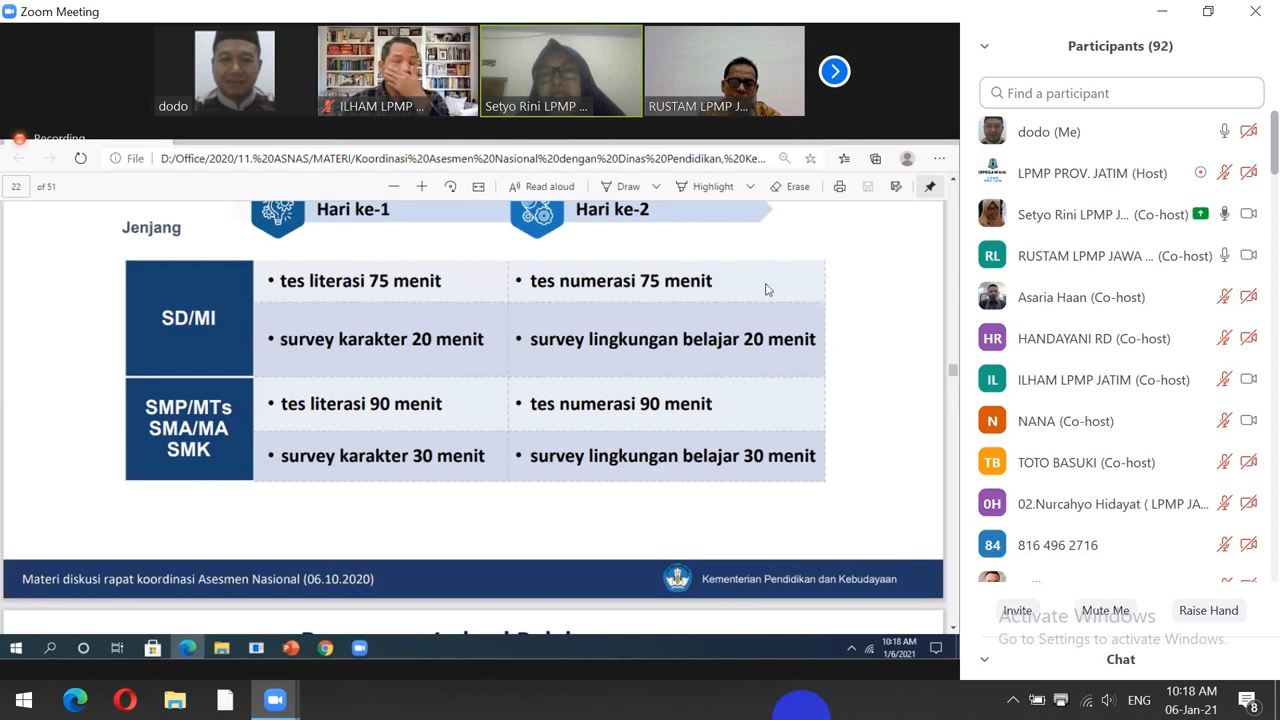 Zoom Meeting
dodo
ILHAM LPMP ...
Setyo Rini LPMP ...
RUSTAM LPMP J...
Recording
File
D:/Office/2020/11.%20ASNAS/MATERI/Koordinasi%20Asesmen%20Nasional%20dengan%20Dinas%20Pendidikan,%20Ke...
22 of 51
Read aloud
Draw
Highlight
Erase
Jenjang
Hari ke-1
Hari ke-2
SD/MI
• tes literasi 75 menit
• tes numerasi 75 menit
• survey karakter 20 menit
• survey lingkungan belajar 20 menit
SMP/MTs
SMA/MA
SMK
• tes literasi 90 menit
• tes numerasi 90 menit
• survey karakter 30 menit
• survey lingkungan belajar 30 menit
Materi diskusi rapat koordinasi Asesmen Nasional (06.10.2020)
Kementerian Pendidikan dan Kebudayaan
10:18 AM
1/6/2021
Participants (92)
Find a participant
dodo (Me)
LPMP PROV. JATIM (Host)
Setyo Rini LPMP J... (Co-host)
RL RUSTAM LPMP JAWA ... (Co-host)
Asaria Haan (Co-host)
HR HANDAYANI RD (Co-host)
IL ILHAM LPMP JATIM (Co-host)
N NANA (Co-host)
TB TOTO BASUKI (Co-host)
0H 02.Nurcahyo Hidayat ( LPMP JA...
84 816 496 2716
Invite
Mute Me
Raise Hand
Activate Windows
Go to Settings to activate Windows.
Chat
ENG
10:18 AM
06-Jan-21
8